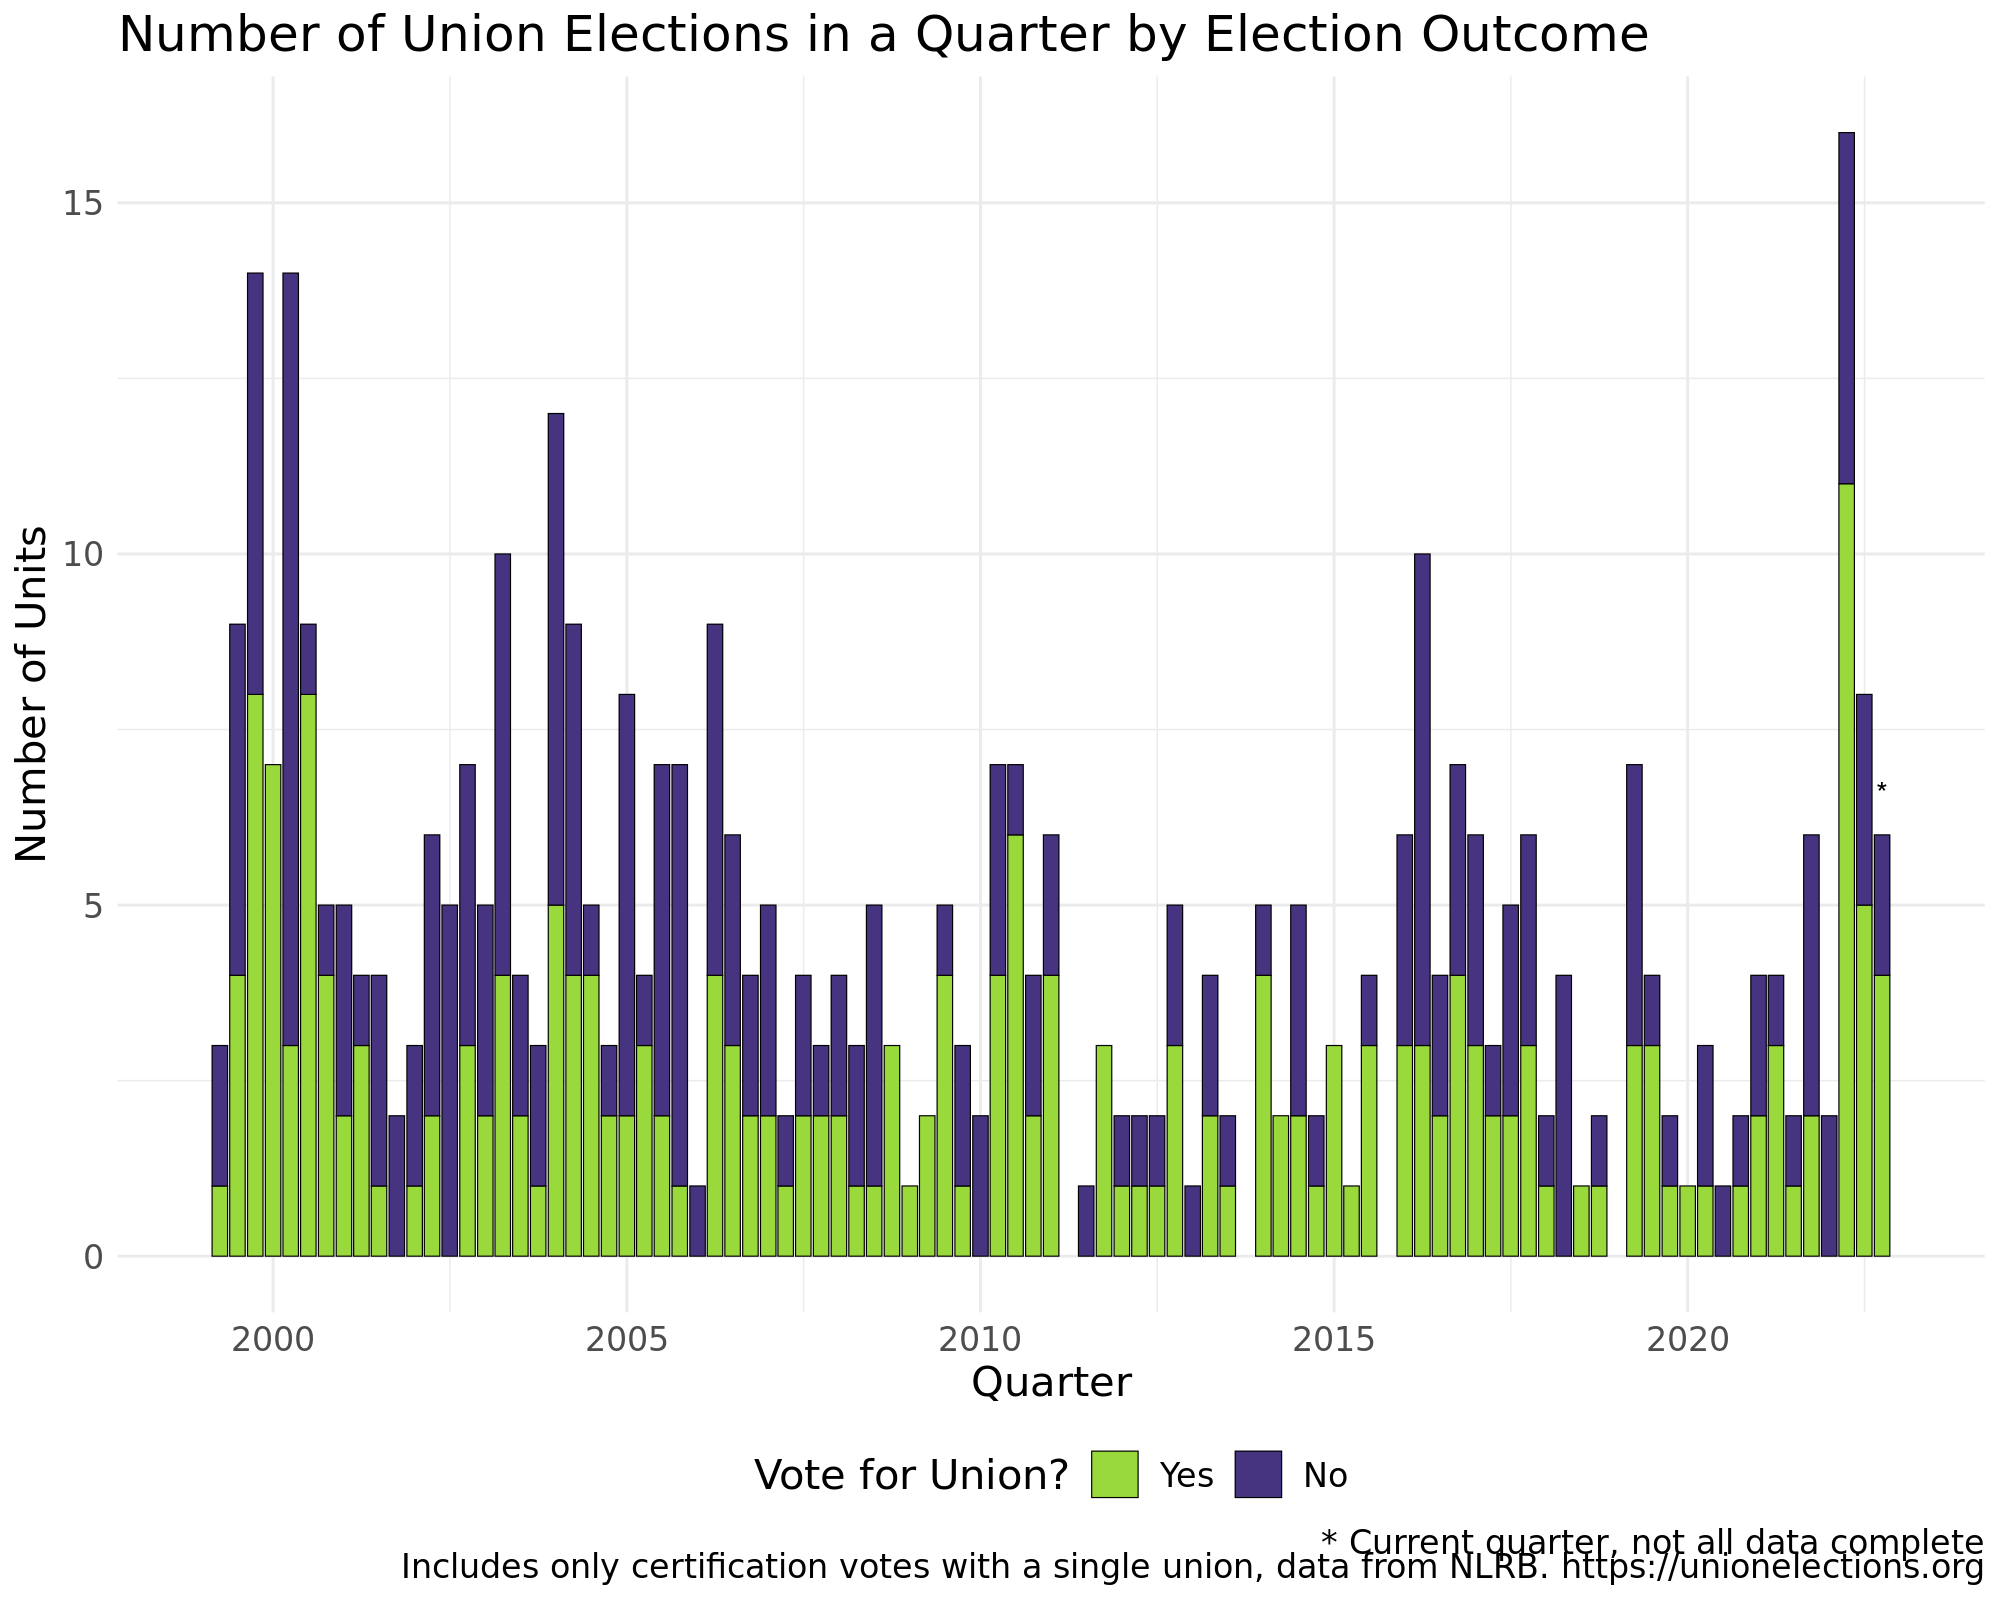 Number of Union Elections in a Quarter by Election Outcome
Number of Units
15
10
5
0
*
2000 2005 2010 2015 2020
Quarter
Vote for Union? Yes No
* Current quarter, not all data complete
Includes only certification votes with a single union, data from NLRB. https://unionelections.org